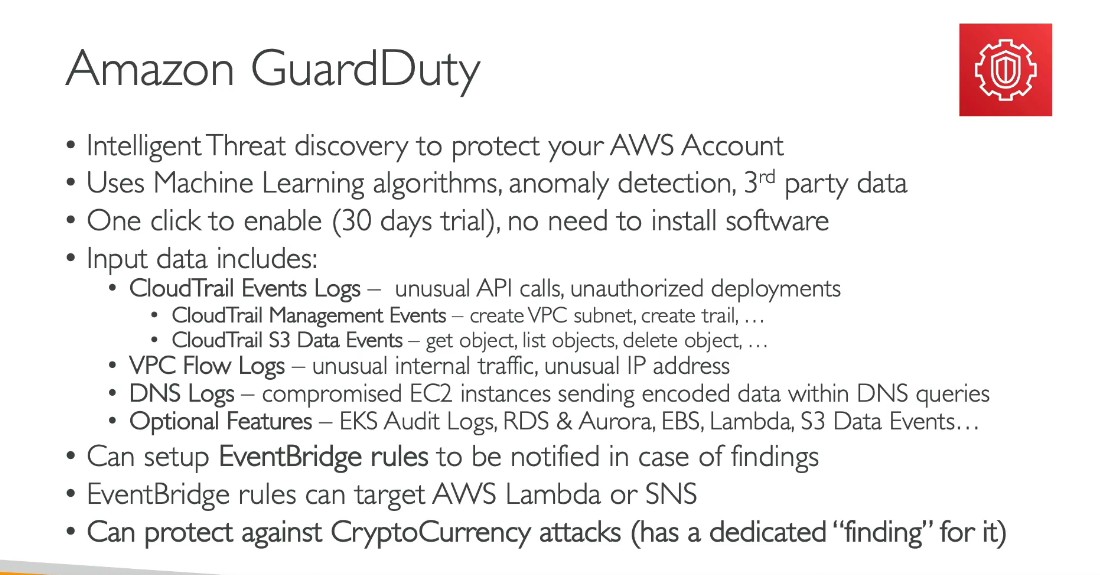 Amazon GuardDuty
• Intelligent Threat discovery to protect your AWS Account
• Uses Machine Learning algorithms, anomaly detection, 3rd party data
• One click to enable (30 days trial), no need to install software
• Input data includes:
• CloudTrail Events Logs – unusual API calls, unauthorized deployments
• CloudTrail Management Events – create VPC subnet, create trail, …
• CloudTrail S3 Data Events – get object, list objects, delete object, …
• VPC Flow Logs – unusual internal traffic, unusual IP address
• DNS Logs – compromised EC2 instances sending encoded data within DNS queries
• Optional Features – EKS Audit Logs, RDS & Aurora, EBS, Lambda, S3 Data Events…
• Can setup EventBridge rules to be notified in case of findings
• EventBridge rules can target AWS Lambda or SNS
• Can protect against CryptoCurrency attacks (has a dedicated “finding” for it)